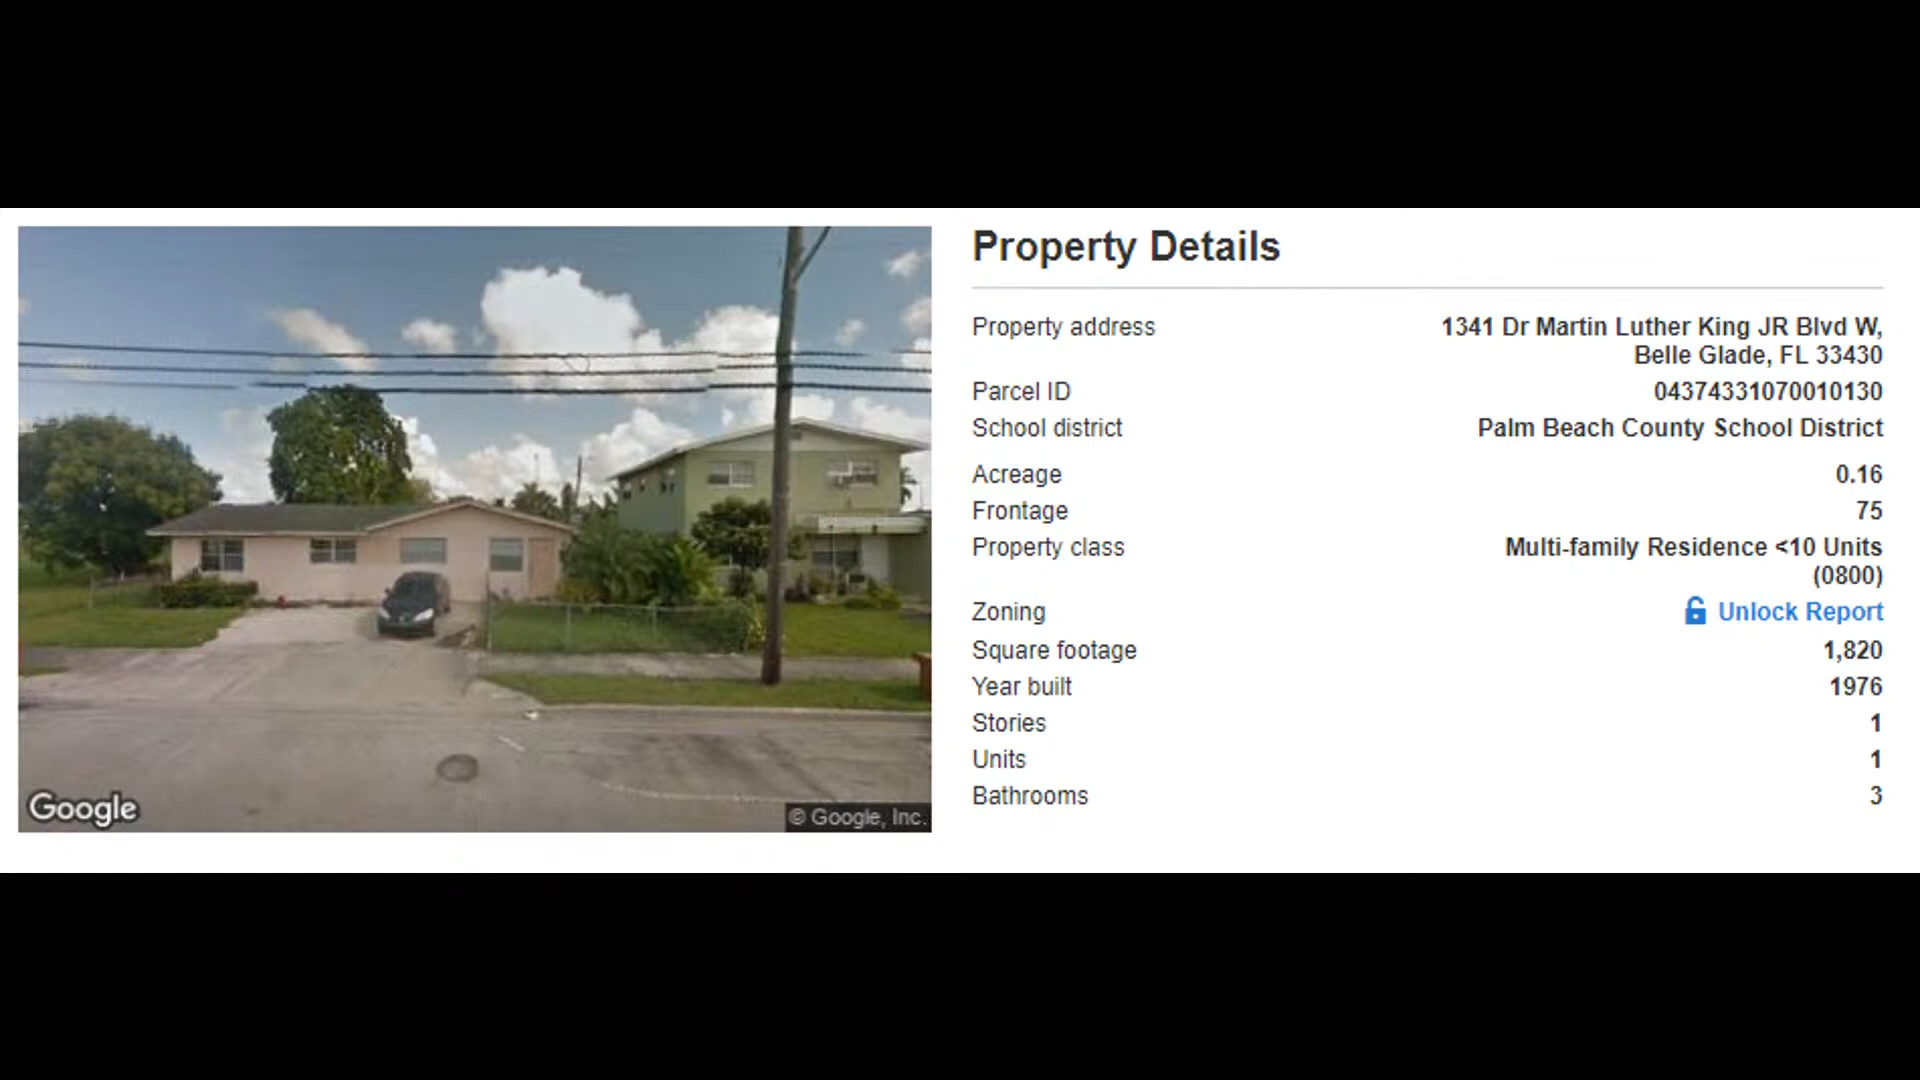 Property Details
Property address 1341 Dr Martin Luther King JR Blvd W,
Belle Glade, FL 33430
Parcel ID 04374331070010130
School district Palm Beach County School District
Acreage 0.16
Frontage 75
Property class Multi-family Residence <10 Units
(0800)
Zoning Unlock Report
Square footage 1,820
Year built 1976
Stories 1
Units 1
Bathrooms 3
Google
© Google, Inc.